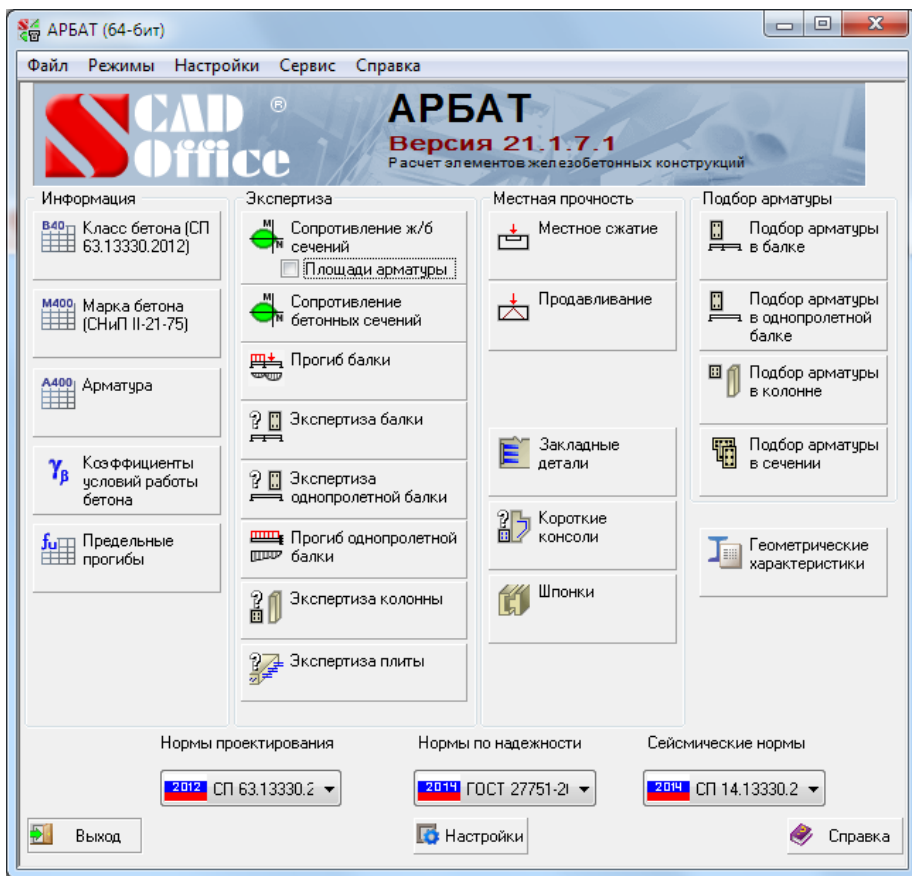 АРБАТ (64-бит)
Файл Режимы Настройки Сервис Справка
SCAD Office ®
АРБАТ
Версия 21.1.7.1
Расчет элементов железобетонных конструкций
Информация
B40
Класс бетона (СП
63.13330.2012)
M400
Марка бетона
(СНиП II-21-75)
A400
Арматура
γβ
Коэффициенты
условий работы
бетона
fu
Предельные
прогибы
Экспертиза
M
N
Сопротивление ж/б
сечений
Площади арматуры
M
N
Сопротивление
бетонных сечений
Прогиб балки
? Экспертиза балки
? Экспертиза
однопролетной балки
Прогиб однопролетной
балки
? Экспертиза колонны
? Экспертиза плиты
Местная прочность
Местное сжатие
Продавливание
Закладные
детали
? Короткие
консоли
Шпонки
Подбор арматуры
Подбор арматуры
в балке
Подбор арматуры
в однопролетной
балке
Подбор арматуры
в колонне
Подбор арматуры
в сечении
Геометрические
характеристики
Нормы проектирования
2012 СП 63.13330.2
Нормы по надежности
2014 ГОСТ 27751-20
Сейсмические нормы
2014 СП 14.13330.2
Выход
Настройки
Справка